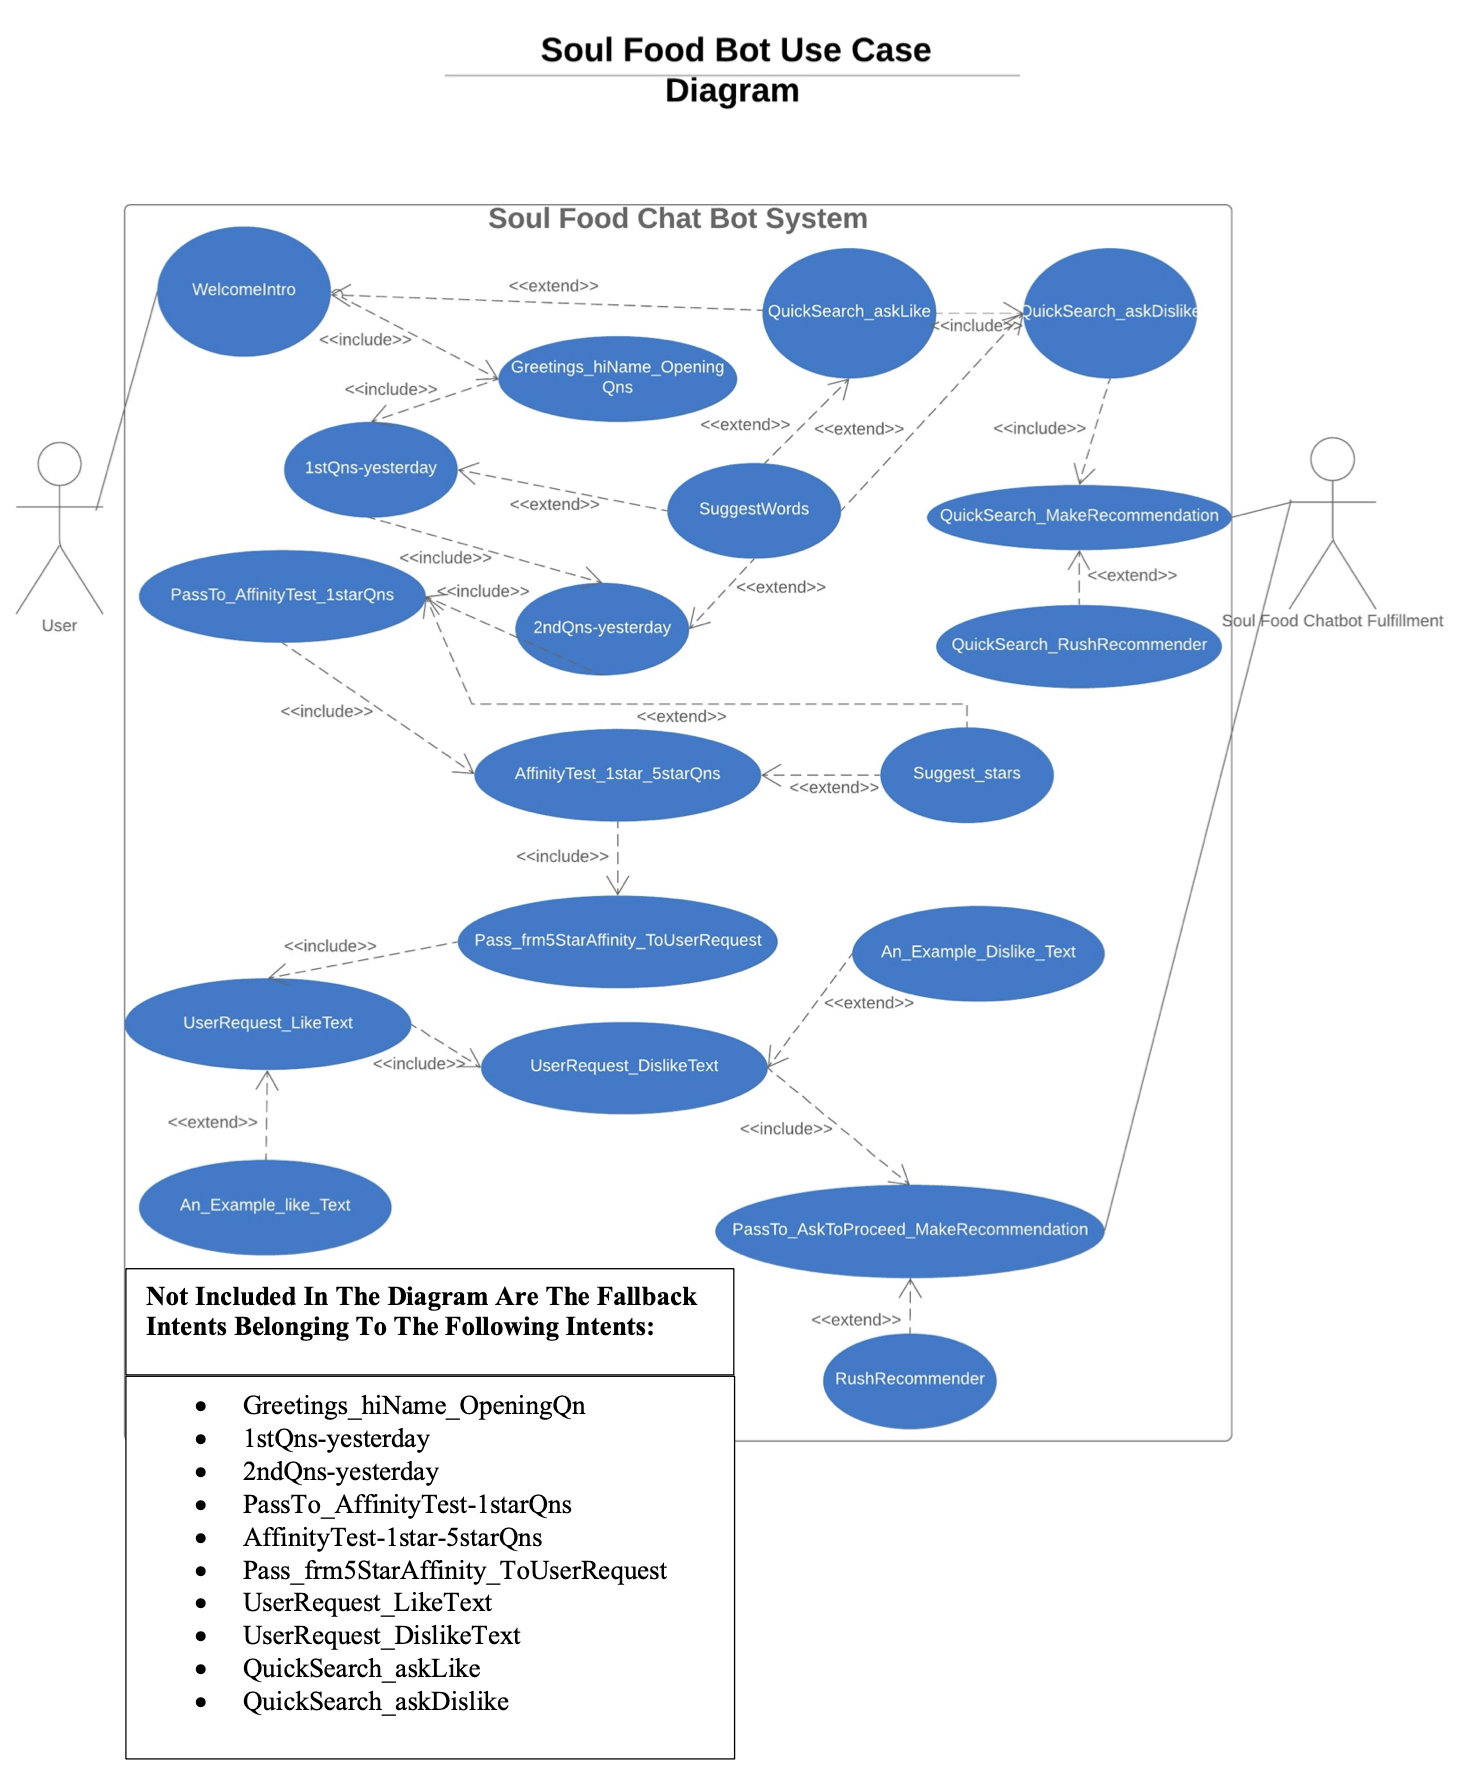 Soul Food Bot Use Case
Diagram
Soul Food Chat Bot System
WelcomeIntro
<<extend>>
QuickSearch_askLike
QuickSearch_askDislike
<<include>>
<<include>>
Greetings_hiName_Opening
Qns
<<include>>
<<extend>>
<<extend>>
<<include>>
1stQns-yesterday
<<extend>>
SuggestWords
QuickSearch_MakeRecommendation
<<include>>
<<extend>>
<<extend>>
PassTo_AffinityTest_1starQns
<<include>>
2ndQns-yesterday
User
Soul Food Chatbot Fulfillment
QuickSearch_RushRecommender
<<include>>
<<extend>>
AffinityTest_1star_5starQns
<<extend>>
Suggest_stars
<<include>>
Pass_frm5StarAffinity_ToUserRequest
<<include>>
An_Example_Dislike_Text
<<extend>>
UserRequest_LikeText
<<include>>
UserRequest_DislikeText
<<extend>>
<<include>>
An_Example_like_Text
PassTo_AskToProceed_MakeRecommendation
<<extend>>
RushRecommender
Not Included In The Diagram Are The Fallback
Intents Belonging To The Following Intents:
• Greetings_hiName_OpeningQn
• 1stQns-yesterday
• 2ndQns-yesterday
• PassTo_AffinityTest-1starQns
• AffinityTest-1star-5starQns
• Pass_frm5StarAffinity_ToUserRequest
• UserRequest_LikeText
• UserRequest_DislikeText
• QuickSearch_askLike
• QuickSearch_askDislike